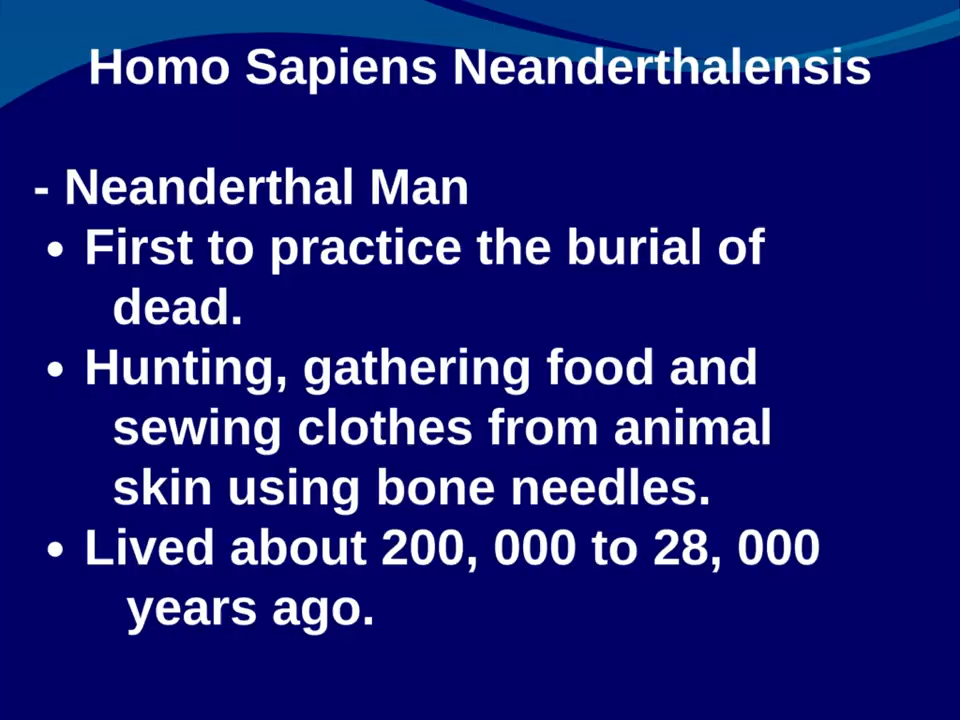 Homo Sapiens Neanderthalensis
- Neanderthal Man
• First to practice the burial of
dead.
• Hunting, gathering food and
sewing clothes from animal
skin using bone needles.
• Lived about 200, 000 to 28, 000
years ago.